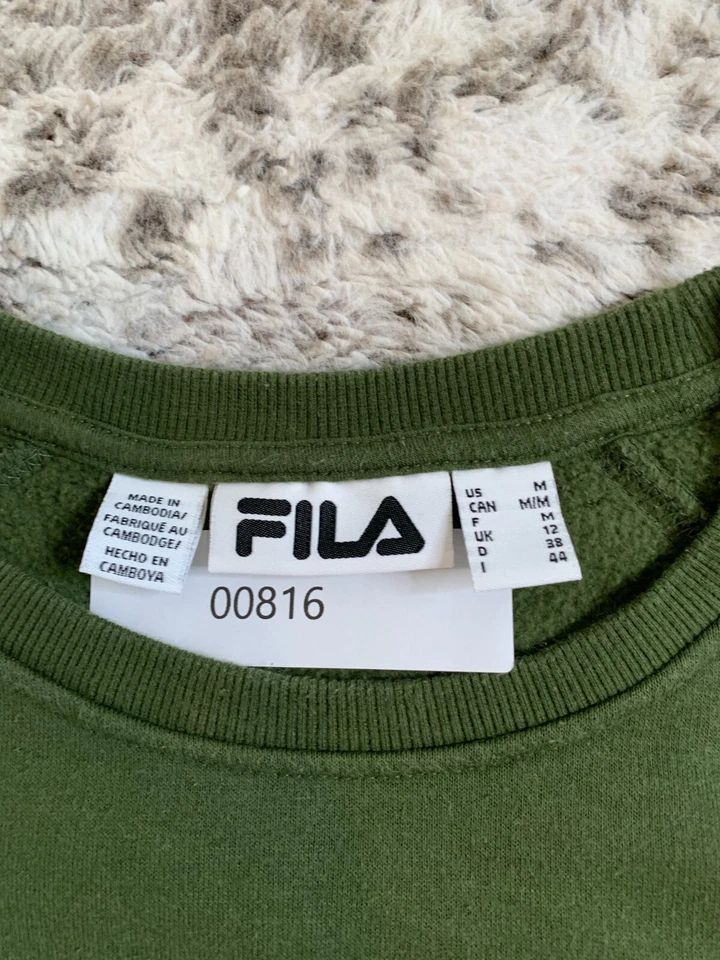 MADE IN
CAMBODIA/
FABRIQUÉ AU
CAMBODGE/
HECHO EN
CAMBOYA
FILA
US M
CAN M/M
F M
UK 12
D 38
I 44
00816